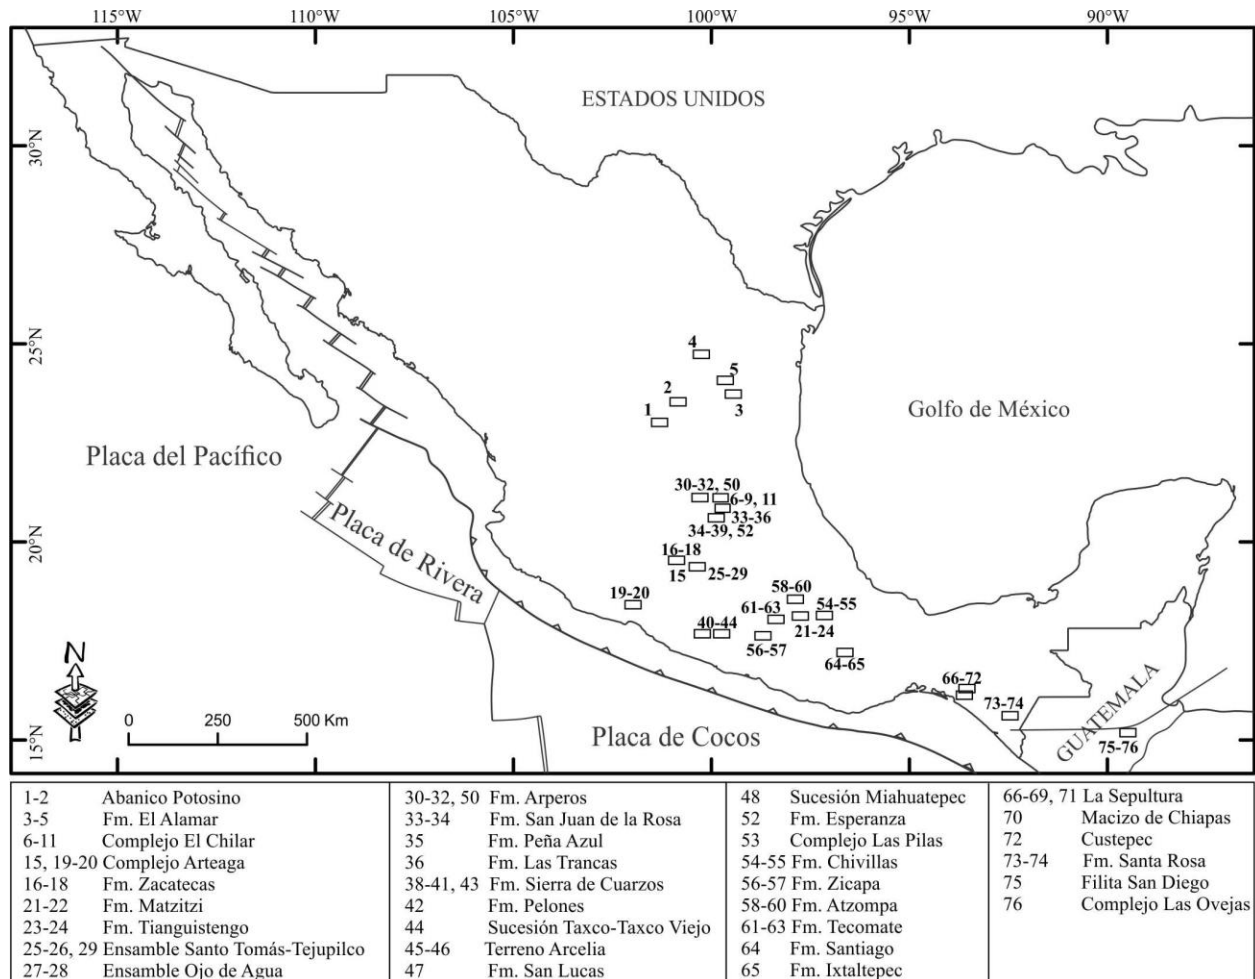 115°W 110°W 105°W 100°W 95°W 90°W
30°N
25°N
20°N
15°N
ESTADOS UNIDOS
Golfo de México
Placa del Pacífico
Placa de Rivera
Placa de Cocos
GUATEMALA
4
5
2
3
1
30-32, 50
6-9, 11
33-36
34-39, 52
16-18
15
25-29
19-20
58-60
61-63
54-55
40-44
21-24
56-57
64-65
66-72
73-74
75-76
N
0 250 500 Km
1-2 Abanico Potosino
3-5 Fm. El Alamar
6-11 Complejo El Chilar
15, 19-20 Complejo Arteaga
16-18 Fm. Zacatecas
21-22 Fm. Matzitzi
23-24 Fm. Tianguistengo
25-26, 29 Ensamble Santo Tomás-Tejupilco
27-28 Ensamble Ojo de Agua
30-32, 50 Fm. Arperos
33-34 Fm. San Juan de la Rosa
35 Fm. Peña Azul
36 Fm. Las Trancas
38-41, 43 Fm. Sierra de Cuarzos
42 Fm. Pelones
44 Sucesión Taxco-Taxco Viejo
45-46 Terreno Arcelia
47 Fm. San Lucas
48 Sucesión Miahuatepec
52 Fm. Esperanza
53 Complejo Las Pilas
54-55 Fm. Chivillas
56-57 Fm. Zicapa
58-60 Fm. Atzompa
61-63 Fm. Tecomate
64 Fm. Santiago
65 Fm. Ixtaltepec
66-69, 71 La Sepultura
70 Macizo de Chiapas
72 Custepec
73-74 Fm. Santa Rosa
75 Filita San Diego
76 Complejo Las Ovejas